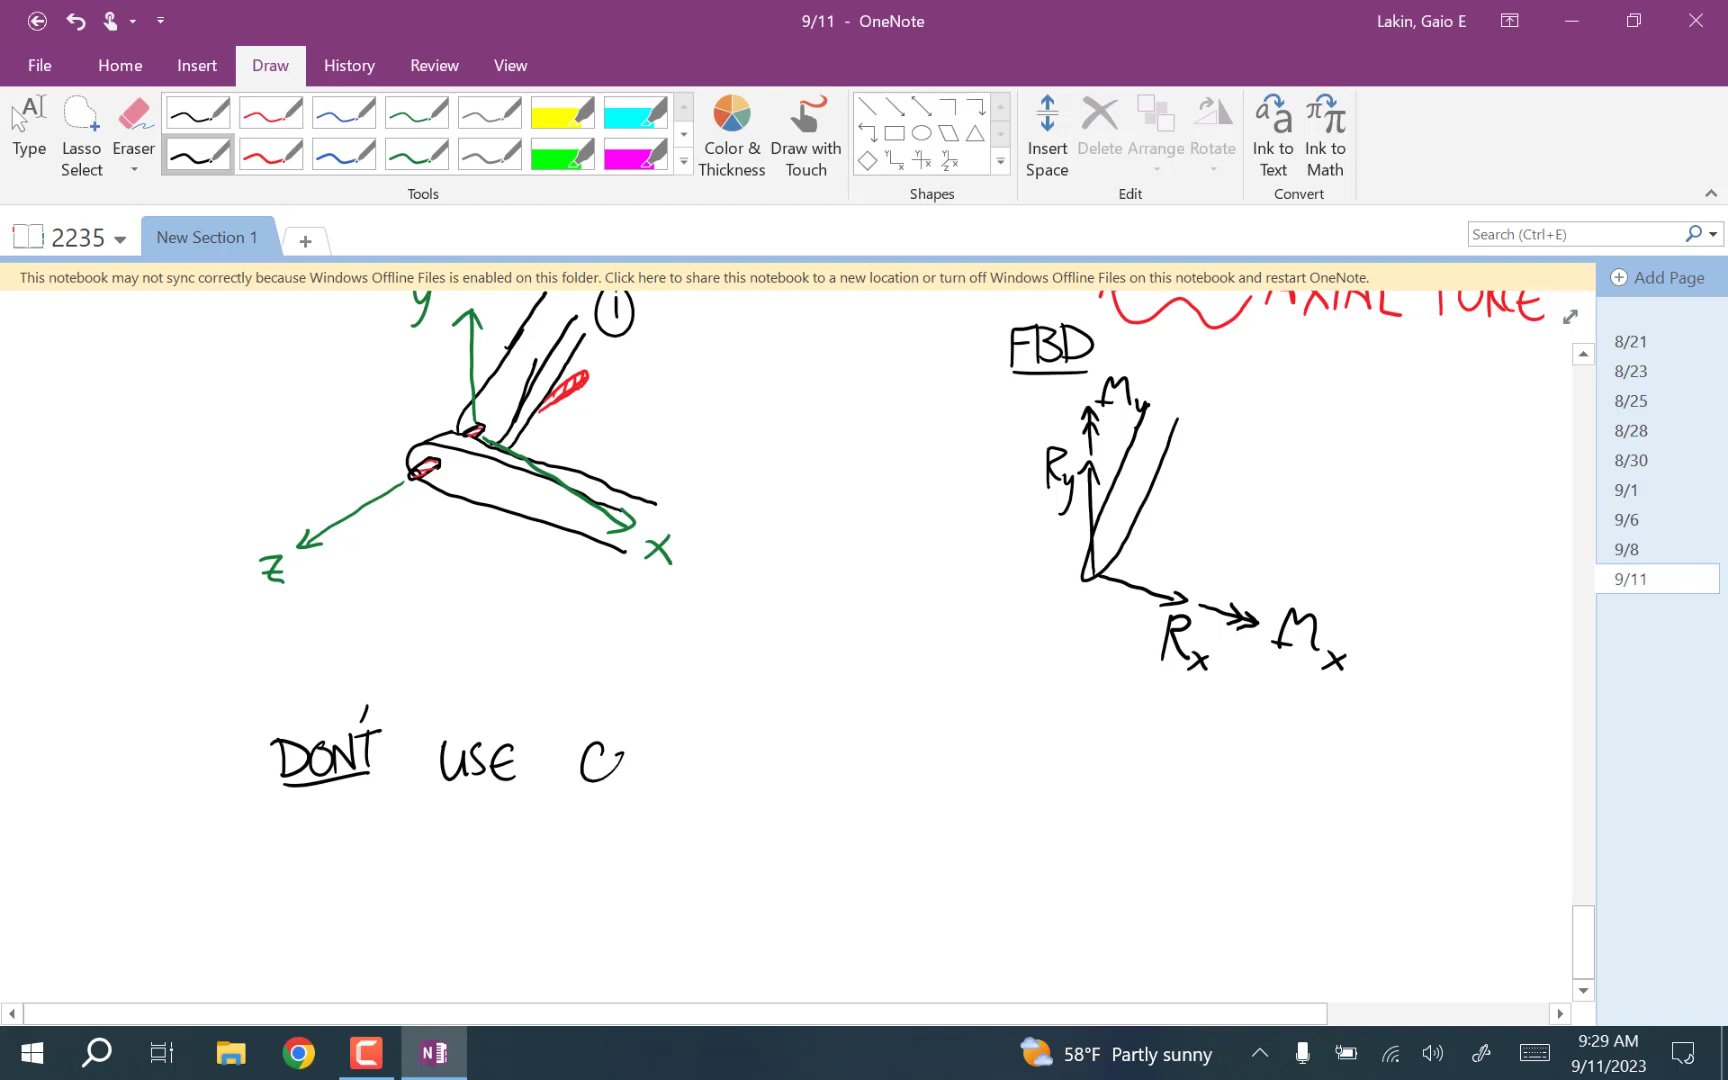 9/11 - OneNote
Lakin, Gaio E
File Home Insert Draw History Review View
Type
Lasso Select
Eraser
Color & Thickness
Draw with Touch
Insert Space
Delete
Arrange
Rotate
Ink to Text
Ink to Math
Tools
Shapes
Edit
Convert
2235
New Section 1
Search (Ctrl+E)
This notebook may not sync correctly because Windows Offline Files is enabled on this folder. Click here to share this notebook to a new location or turn off Windows Offline Files on this notebook and restart OneNote.
Add Page
8/21
8/23
8/25
8/28
8/30
9/1
9/6
9/8
9/11
y
1
AXIAL
FBD
My
Ry
z
x
Rx
Mx
DON'T USE C
58°F Partly sunny
9:29 AM
9/11/2023